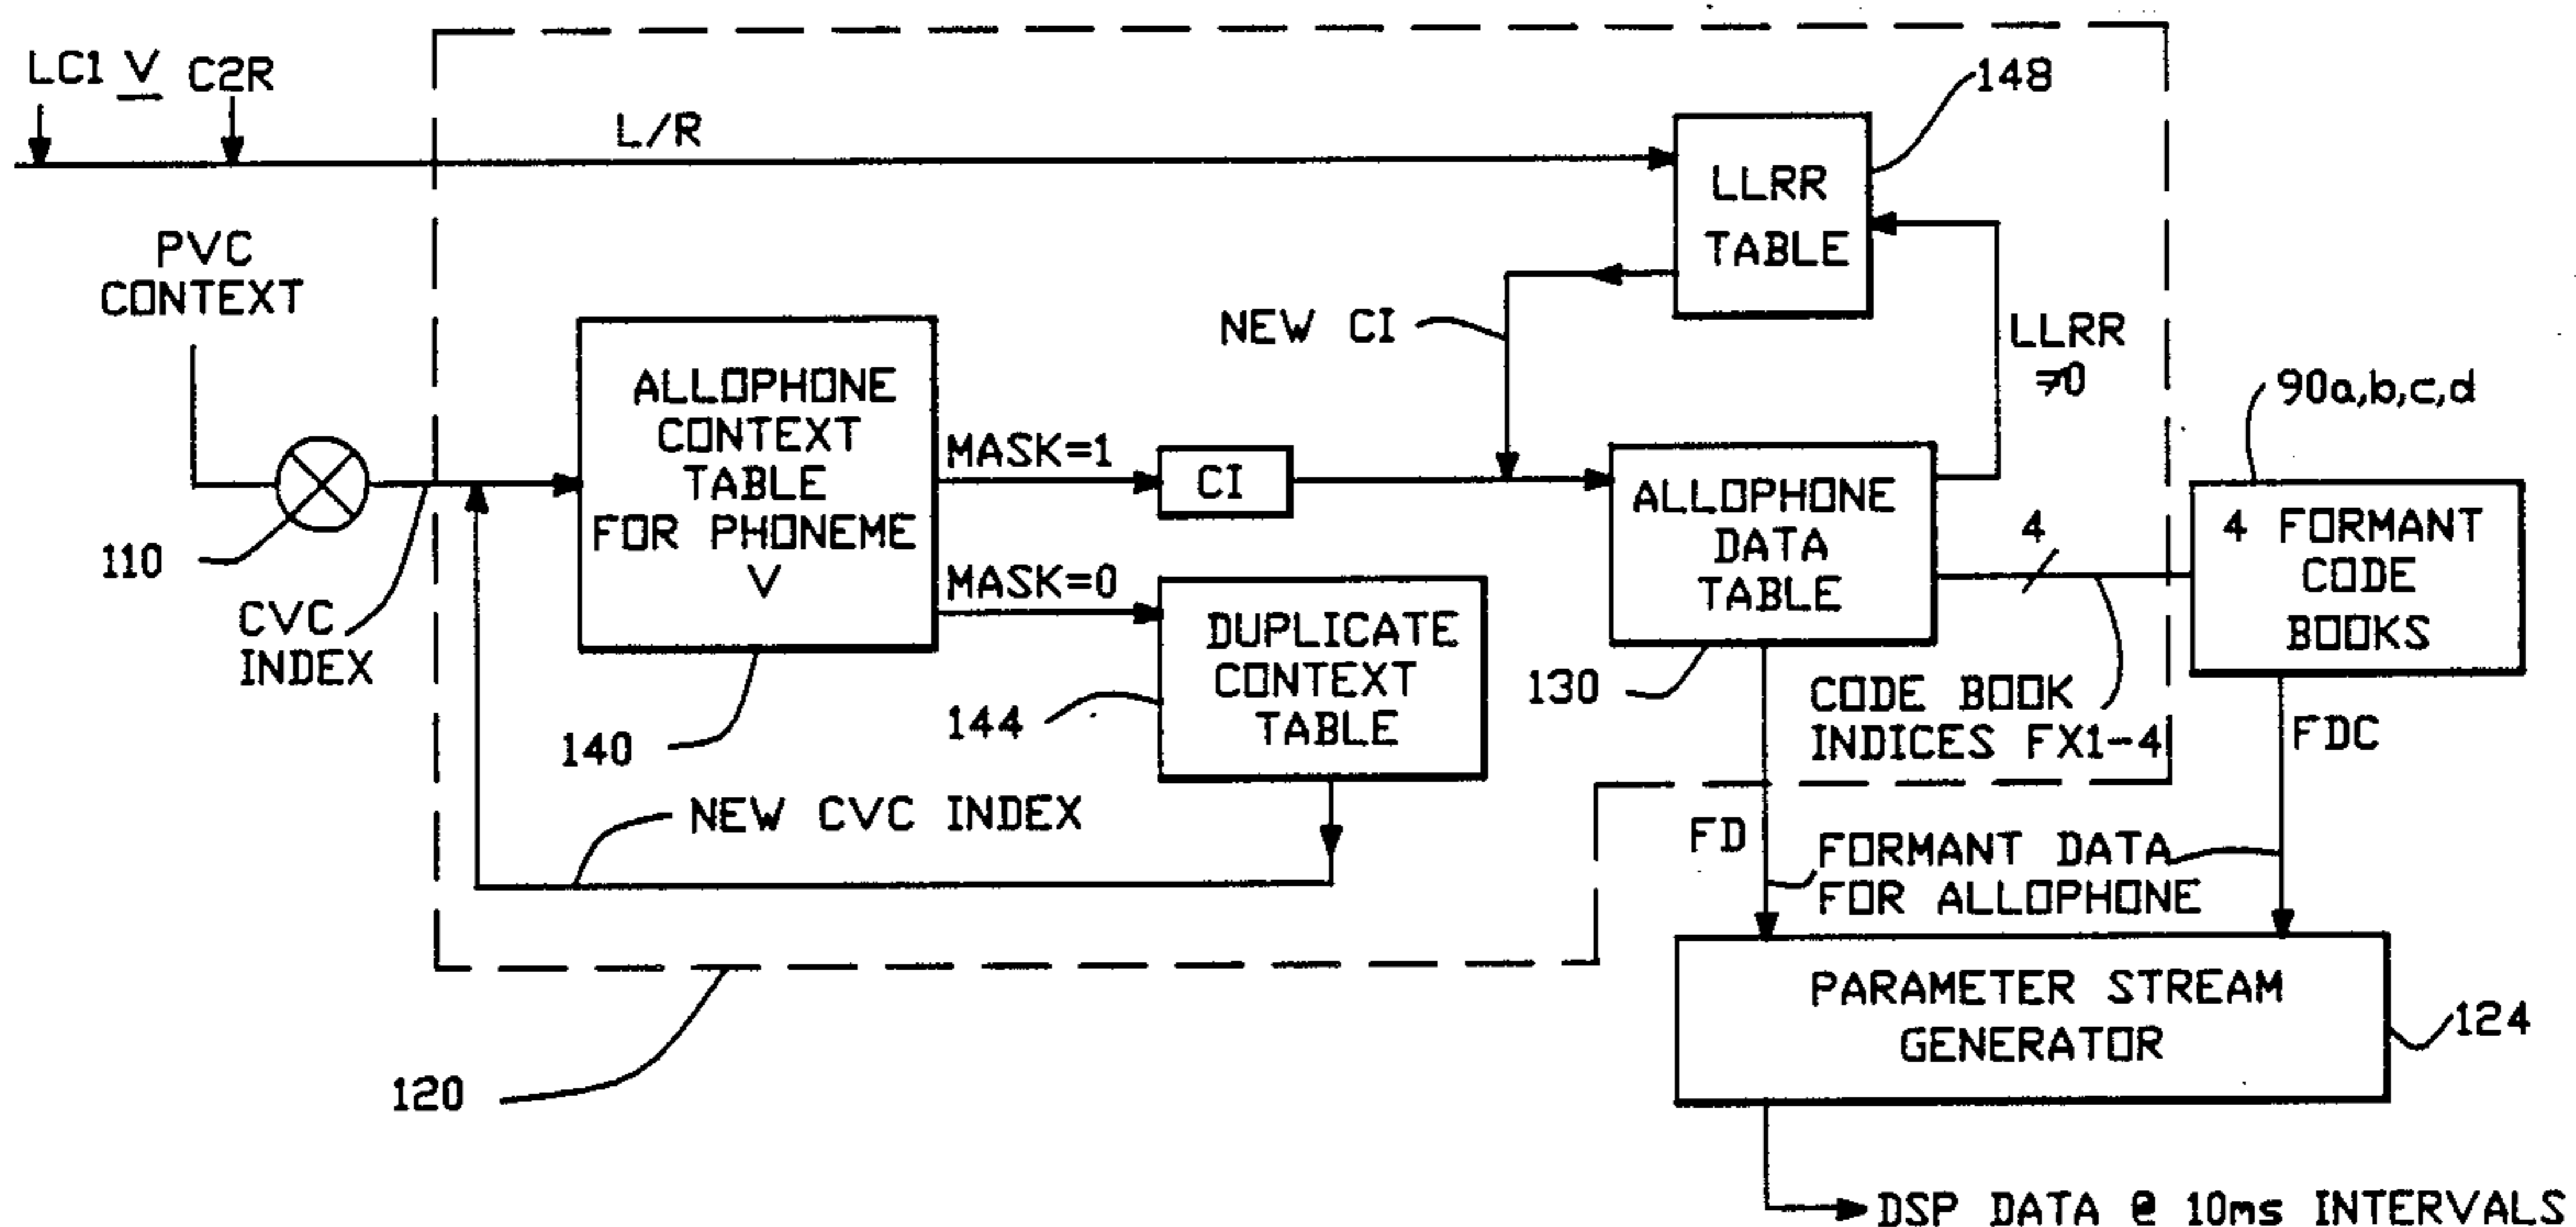 LC1 V C2R
L/R
148
LLRR
TABLE
PVC
CONTEXT
NEW CI
LLRR
≠0
90a,b,c,d
ALLOPHONE
CONTEXT
TABLE
FOR PHONEME
V
MASK=1
CI
ALLOPHONE
DATA
TABLE
4
4 FORMANT
CODE
BOOKS
110
MASK=0
CVC
INDEX
DUPLICATE
CONTEXT
TABLE
140
144
130
CODE BOOK
INDICES FX1-4
FDC
NEW CVC INDEX
FD
FORMANT DATA
FOR ALLOPHONE
120
PARAMETER STREAM
GENERATOR
124
DSP DATA @ 10ms INTERVALS